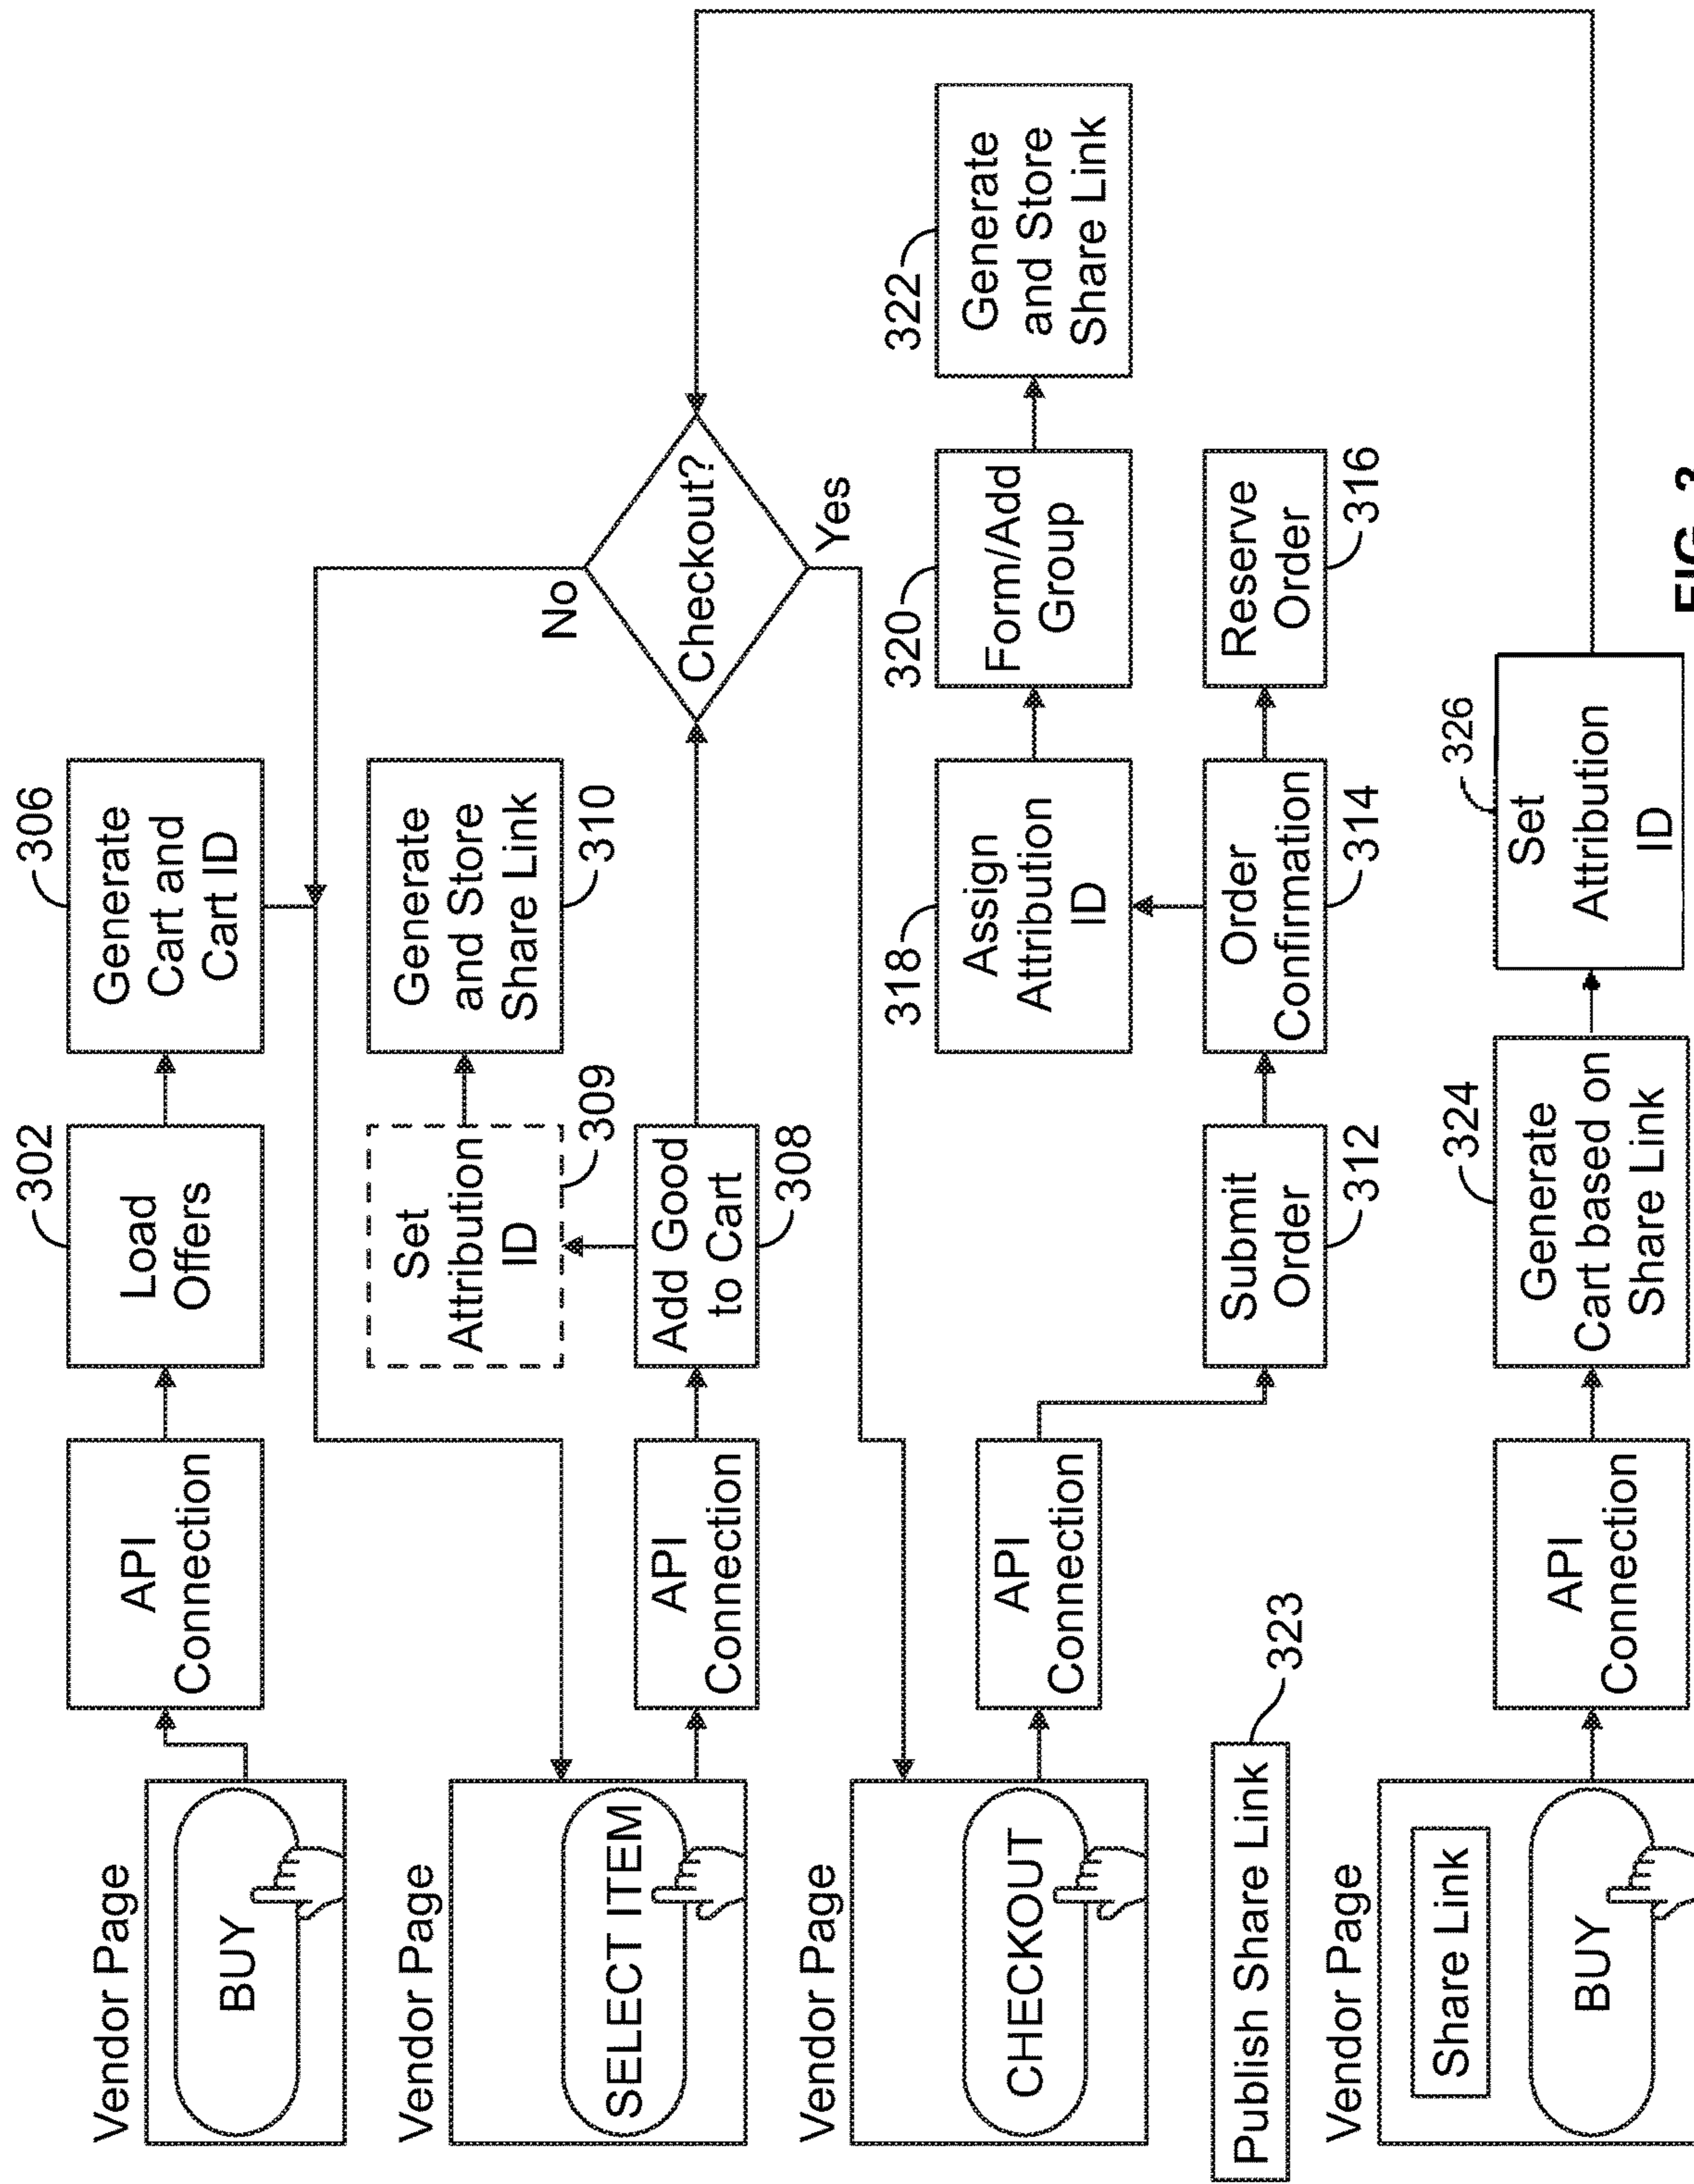 Vendor Page
BUY
API
Connection
302
Load
Offers
306
Generate
Cart and
Cart ID
Vendor Page
SELECT ITEM
API
Connection
Add Good
to Cart
308
Set
Attribution
ID
309
Generate
and Store
Share Link
310
No
Checkout?
Yes
Vendor Page
CHECKOUT
API
Connection
Submit
Order
312
Order
Confirmation
314
Reserve
Order
316
318
Assign
Attribution
ID
320
Form/Add
Group
322
Generate
and Store
Share Link
Publish Share Link
323
Vendor Page
Share Link
BUY
API
Connection
324
Generate
Cart based on
Share Link
326
Set
Attribution
ID
FIG. 3